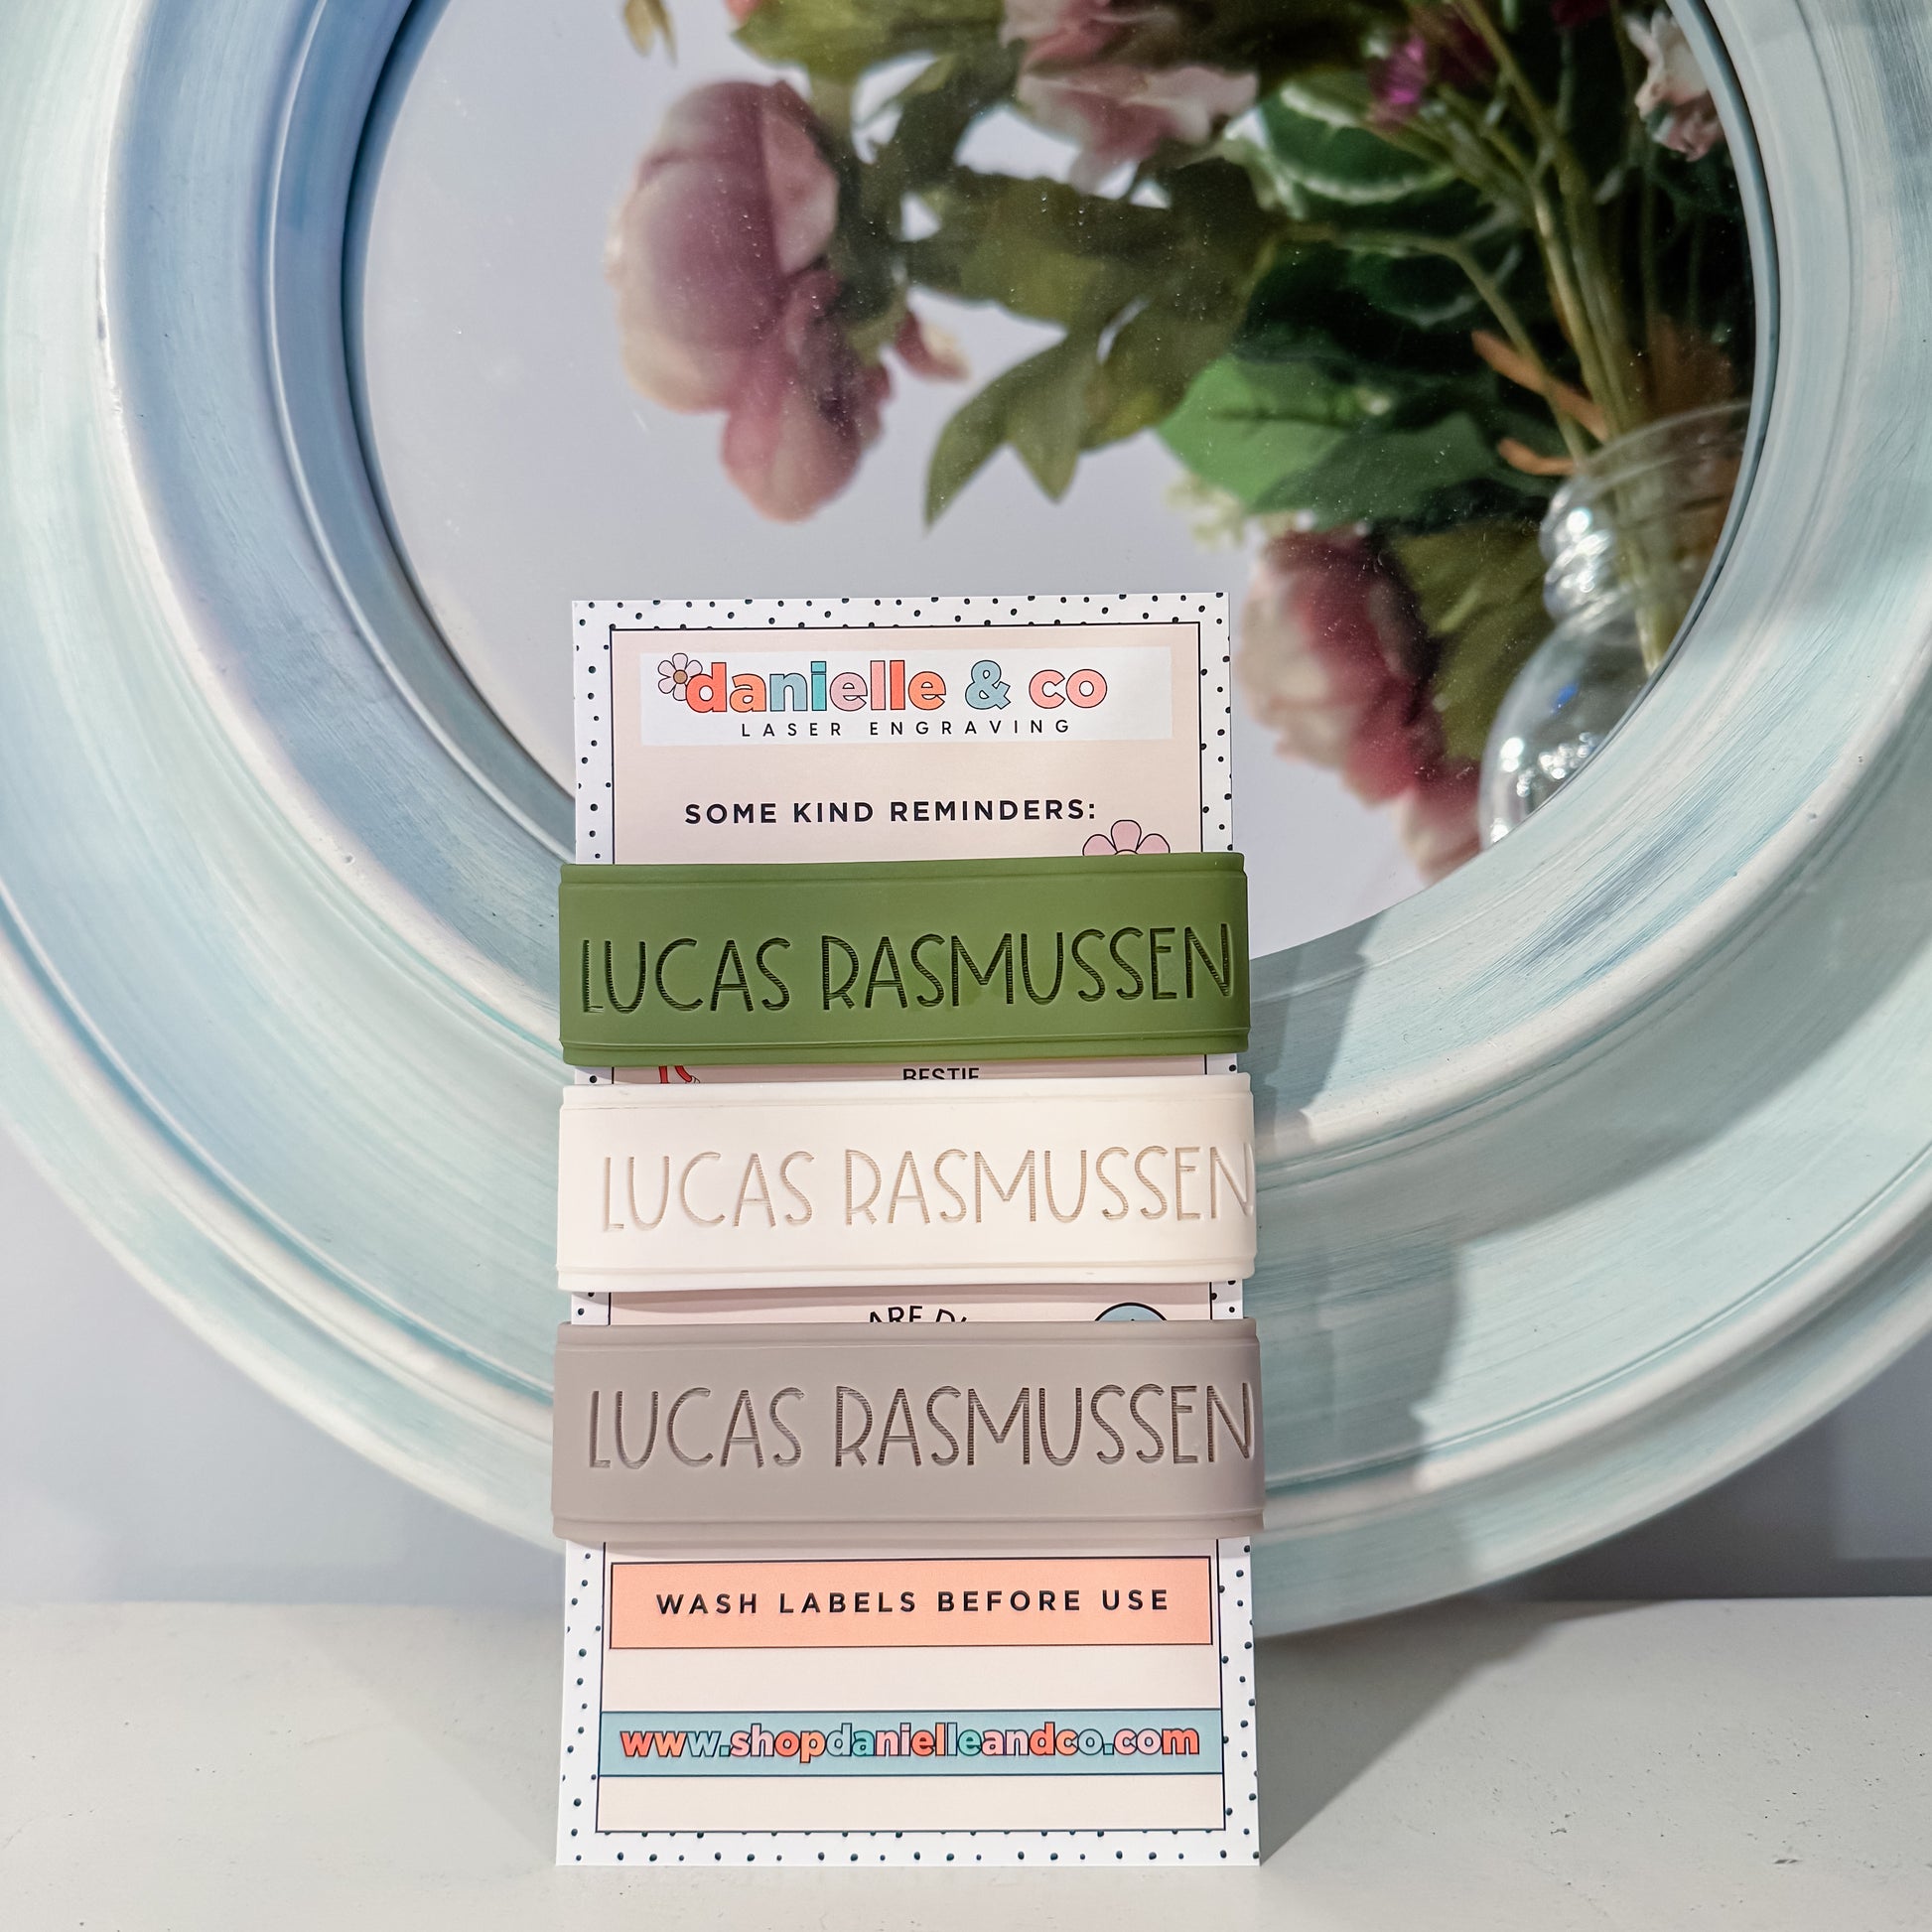 danielle & co
LASER ENGRAVING
SOME KIND REMINDERS:
LUCAS RASMUSSEN
BESTIE
LUCAS RASMUSSEN
ARE
LUCAS RASMUSSEN
WASH LABELS BEFORE USE
www.shopdanielleandco.com